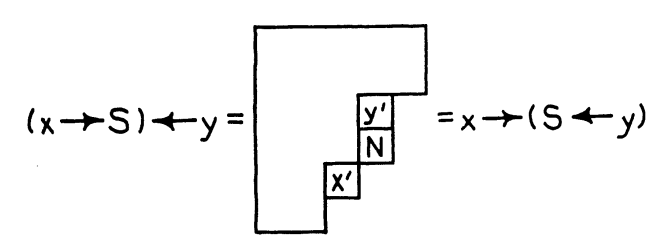 (x→S)←y=
y'
N
x'
=x→(S←y)